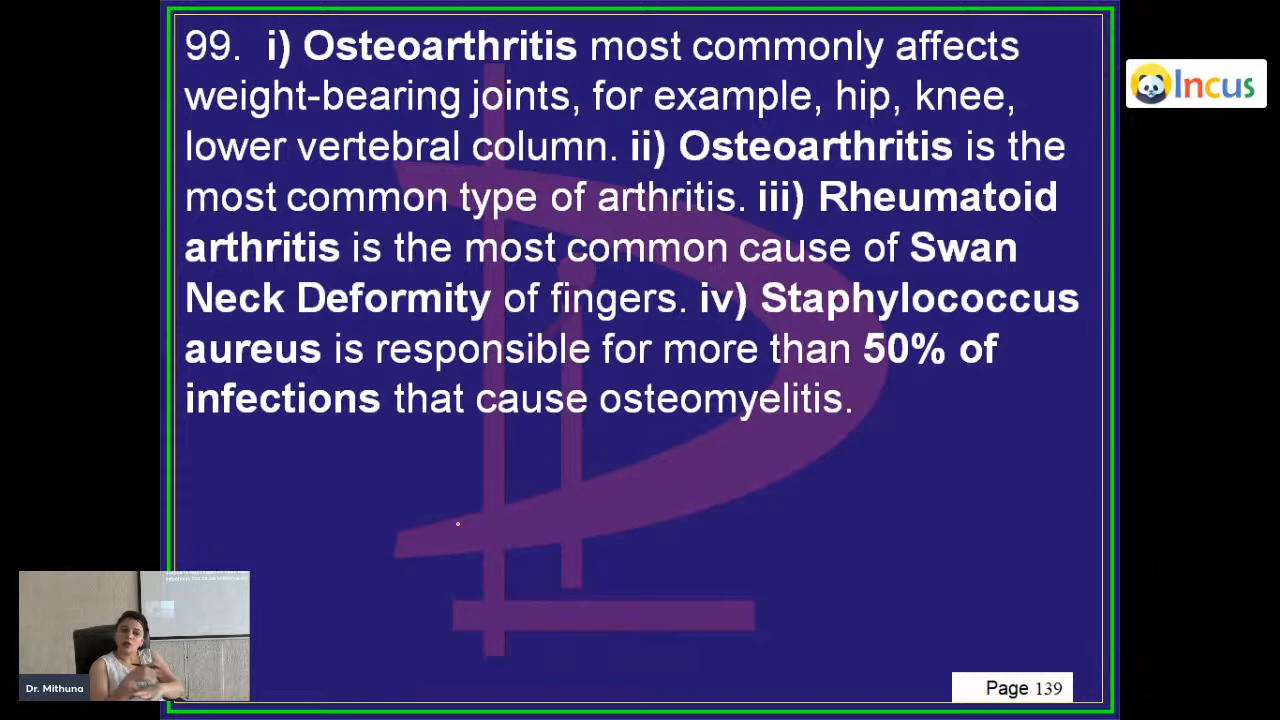 99. i) Osteoarthritis most commonly affects
weight-bearing joints, for example, hip, knee,
lower vertebral column. ii) Osteoarthritis is the
most common type of arthritis. iii) Rheumatoid
arthritis is the most common cause of Swan
Neck Deformity of fingers. iv) Staphylococcus
aureus is responsible for more than 50% of
infections that cause osteomyelitis.
Incus
Dr. Mithuna
Page 139